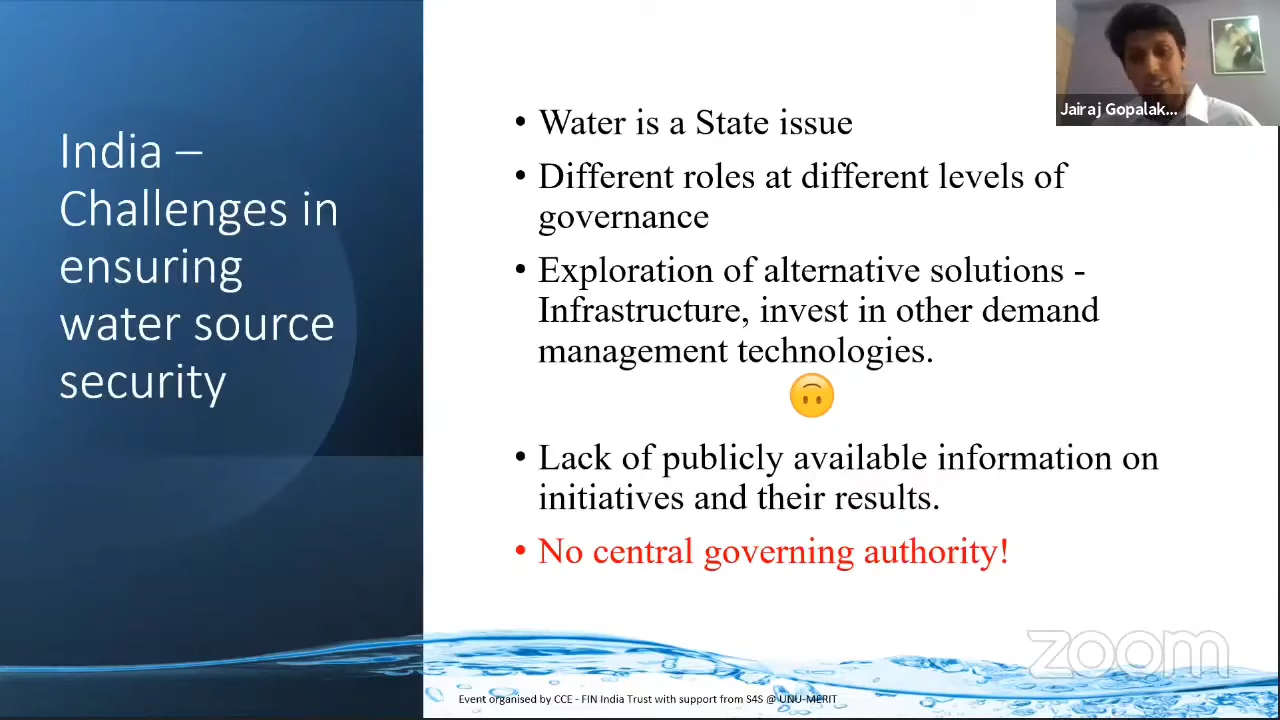 India –
Challenges in
ensuring
water source
security
• Water is a State issue
• Different roles at different levels of
governance
• Exploration of alternative solutions -
Infrastructure, invest in other demand
management technologies.
• Lack of publicly available information on
initiatives and their results.
• No central governing authority!
Jairaj Gopalak...
zoom
Event organised by CCE - FIN India Trust with support from S4S @ UNU-MERIT